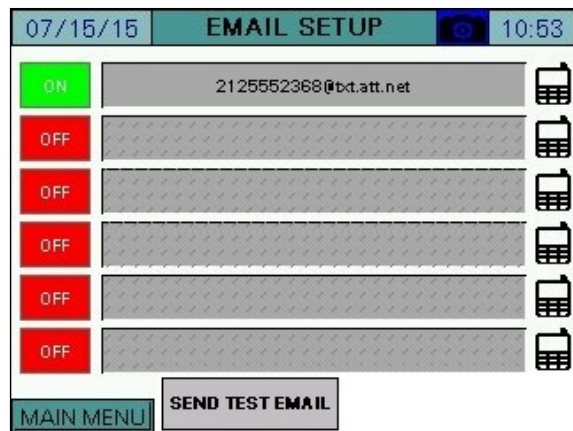 07/15/15 EMAIL SETUP 10:53
ON 2125552368@txt.att.net
OFF
OFF
OFF
OFF
OFF
MAIN MENU SEND TEST EMAIL